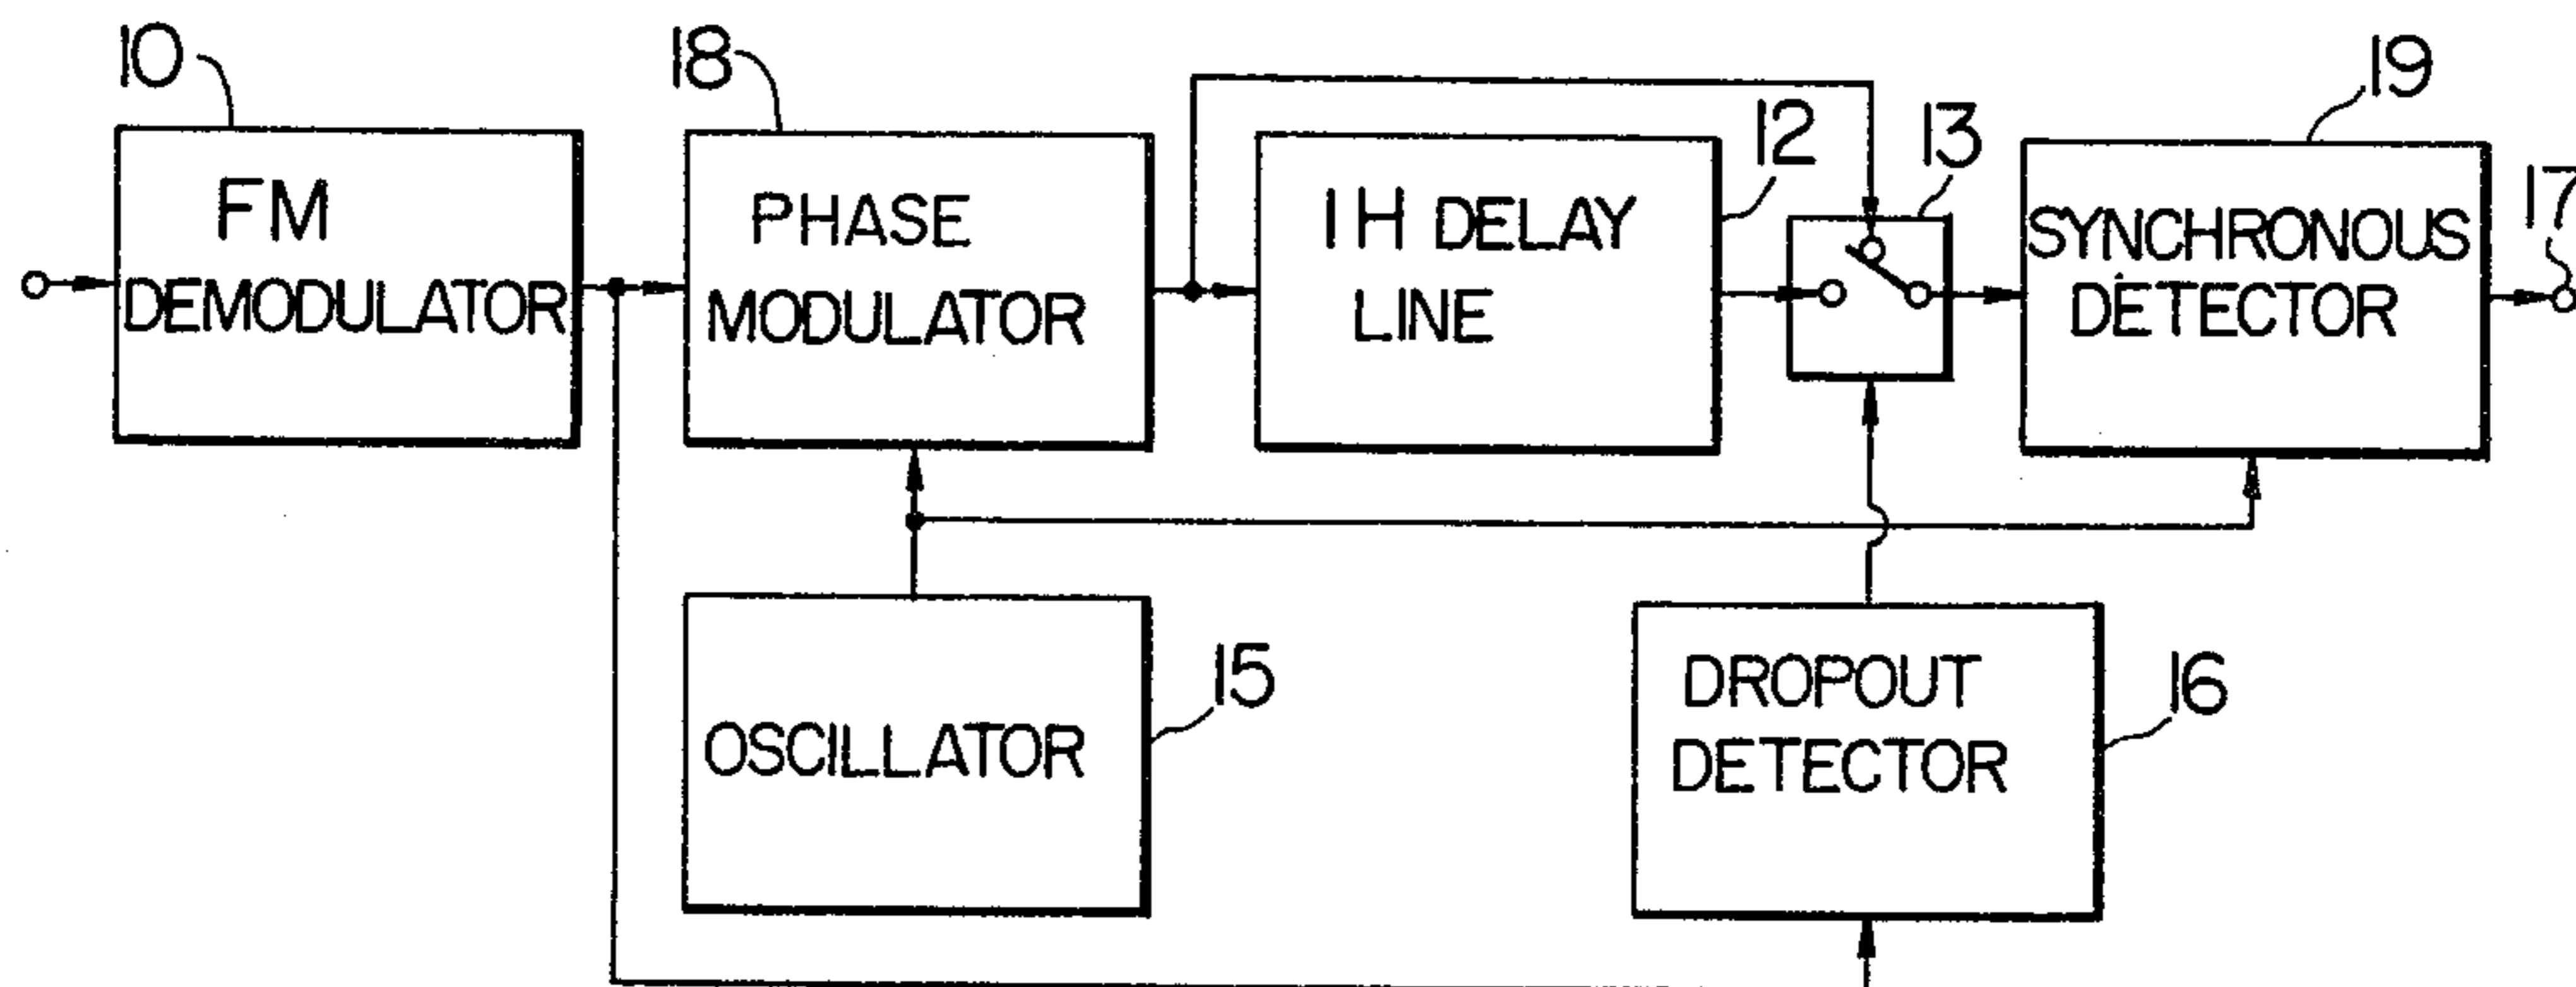 10
18
12
13
19
17
FM
DEMODULATOR
PHASE
MODULATOR
1H DELAY
LINE
SYNCHRONOUS
DETECTOR
OSCILLATOR
15
DROPOUT
DETECTOR
16